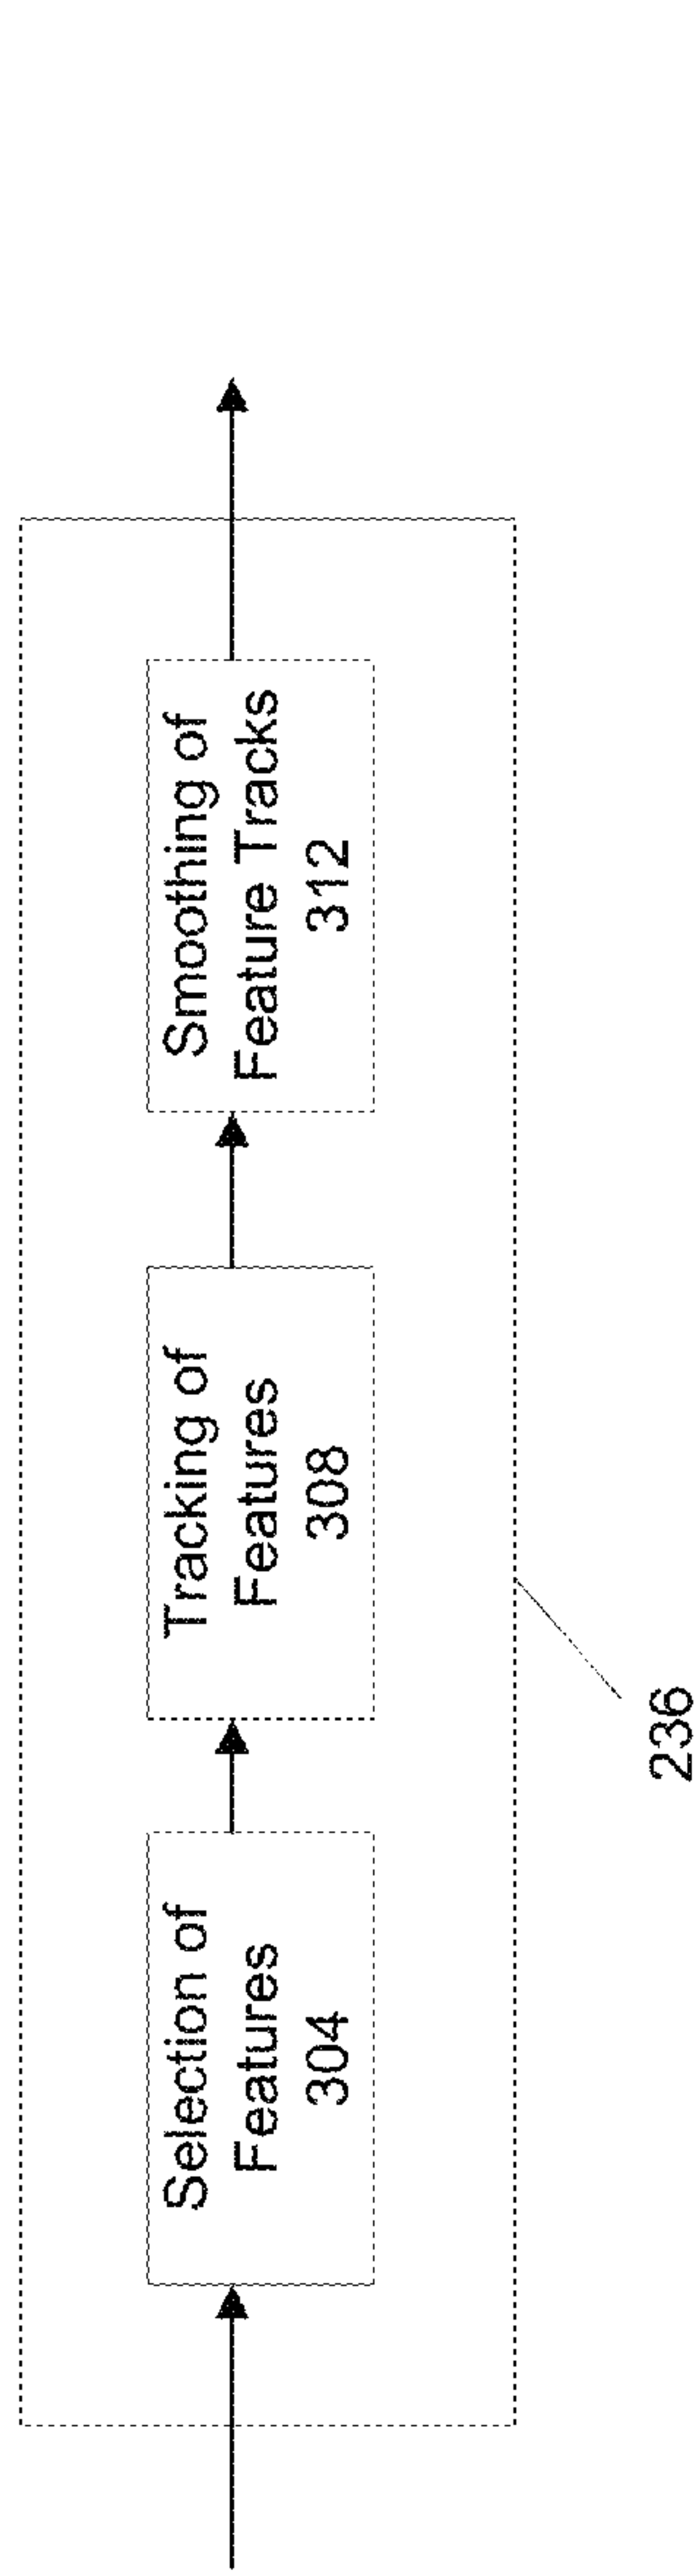 Selection of
Features
304
Tracking of
Features
308
Smoothing of
Feature Tracks
312
236